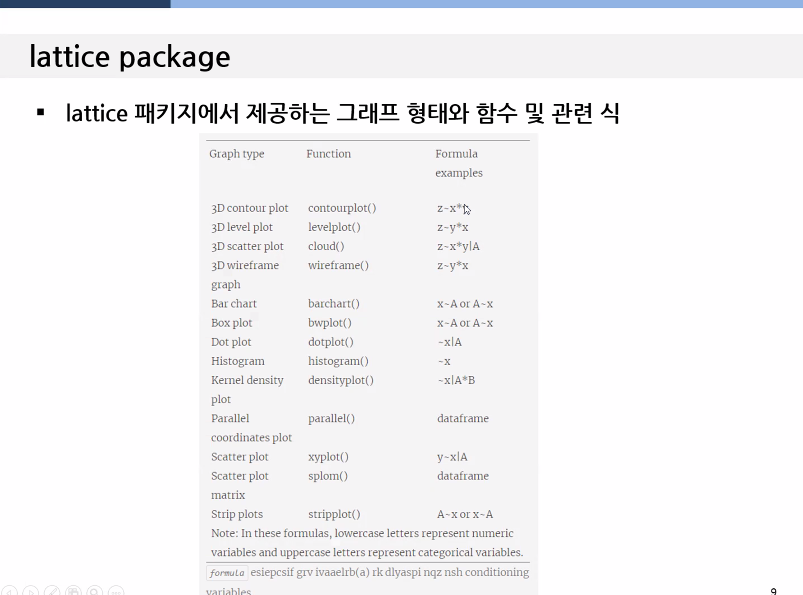 lattice package
▪ lattice 패키지에서 제공하는 그래프 형태와 함수 및 관련 식
Graph type Function Formula
examples
3D contour plot contourplot() z~x*
3D level plot levelplot() z~y*x
3D scatter plot cloud() z~x*y|A
3D wireframe wireframe() z~y*x
graph
Bar chart barchart() x~A or A~x
Box plot bwplot() x~A or A~x
Dot plot dotplot() ~x|A
Histogram histogram() ~x
Kernel density densityplot() ~x|A*B
plot
Parallel parallel() dataframe
coordinates plot
Scatter plot xyplot() y~x|A
Scatter plot splom() dataframe
matrix
Strip plots stripplot() A~x or x~A
Note: In these formulas, lowercase letters represent numeric
variables and uppercase letters represent categorical variables.
formula esiepcsif grv ivaaelrb(a) rk dlyaspi nqz nsh conditioning
variables
9